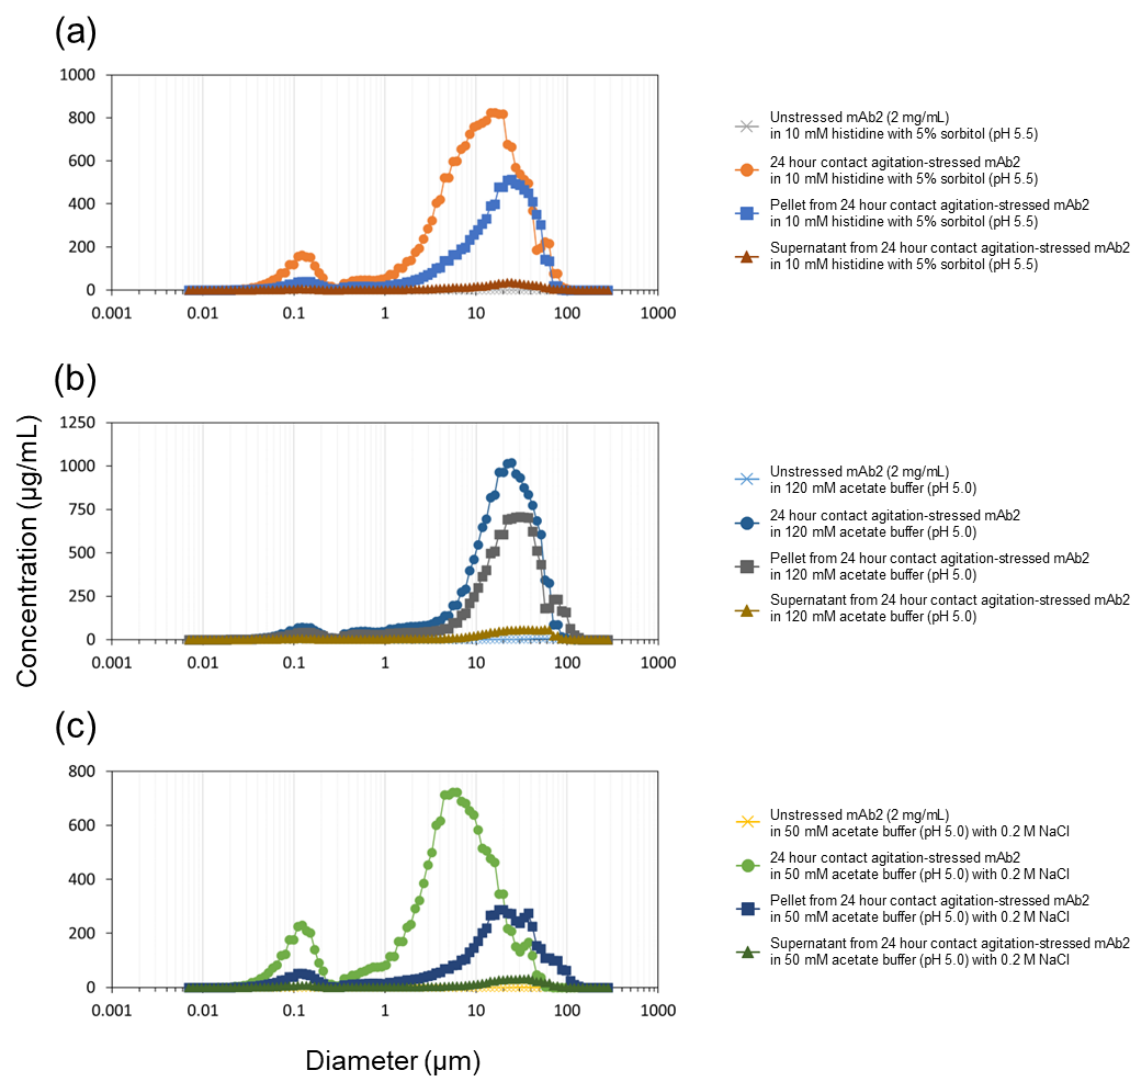 (a)
1000
800
600
400
200
0
0.001 0.01 0.1 1 10 100 1000
Unstressed mAb2 (2 mg/mL)
in 10 mM histidine with 5% sorbitol (pH 5.5)
24 hour contact agitation-stressed mAb2
in 10 mM histidine with 5% sorbitol (pH 5.5)
Pellet from 24 hour contact agitation-stressed mAb2
in 10 mM histidine with 5% sorbitol (pH 5.5)
Supernatant from 24 hour contact agitation-stressed mAb2
in 10 mM histidine with 5% sorbitol (pH 5.5)
(b)
Concentration (µg/mL)
1250
1000
750
500
250
0
0.001 0.01 0.1 1 10 100 1000
Unstressed mAb2 (2 mg/mL)
in 120 mM acetate buffer (pH 5.0)
24 hour contact agitation-stressed mAb2
in 120 mM acetate buffer (pH 5.0)
Pellet from 24 hour contact agitation-stressed mAb2
in 120 mM acetate buffer (pH 5.0)
Supernatant from 24 hour contact agitation-stressed mAb2
in 120 mM acetate buffer (pH 5.0)
(c)
800
600
400
200
0
0.001 0.01 0.1 1 10 100 1000
Unstressed mAb2 (2 mg/mL)
in 50 mM acetate buffer (pH 5.0) with 0.2 M NaCl
24 hour contact agitation-stressed mAb2
in 50 mM acetate buffer (pH 5.0) with 0.2 M NaCl
Pellet from 24 hour contact agitation-stressed mAb2
in 50 mM acetate buffer (pH 5.0) with 0.2 M NaCl
Supernatant from 24 hour contact agitation-stressed mAb2
in 50 mM acetate buffer (pH 5.0) with 0.2 M NaCl
Diameter (µm)